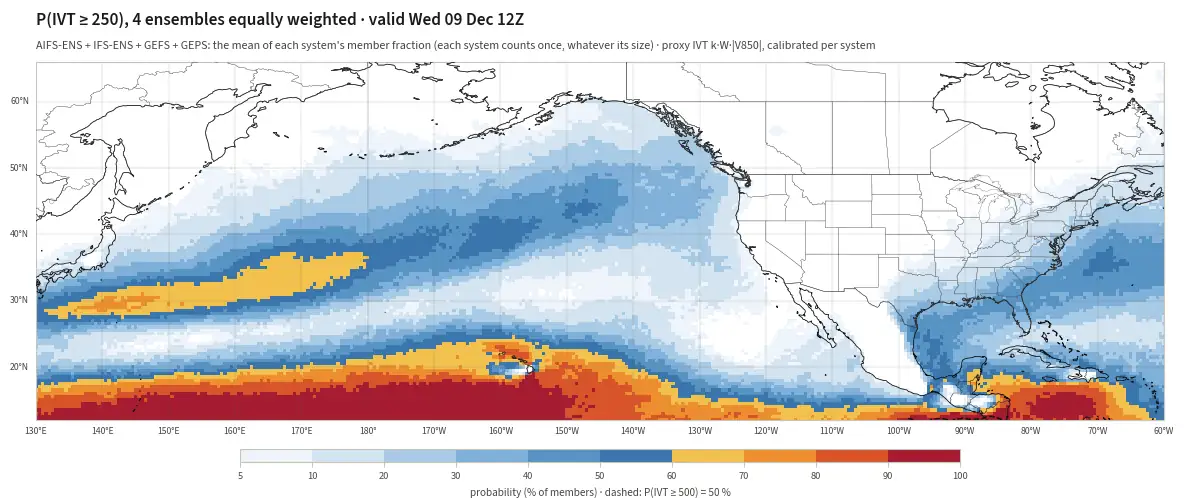 P(IVT ≥ 250), 4 ensembles equally weighted · valid Wed 09 Dec 12Z
AIFS-ENS + IFS-ENS + GEFS + GEPS: the mean of each system's member fraction (each system counts once, whatever its size) · proxy IVT k·W·|V850|, calibrated per system
60°N
50°N
40°N
30°N
20°N
130°E 140°E 150°E 160°E 170°E 180° 170°W 160°W 150°W 140°W 130°W 120°W 110°W 100°W 90°W 80°W 70°W 60°W
5 10 20 30 40 50 60 70 80 90 100
probability (% of members) · dashed: P(IVT ≥ 500) = 50 %